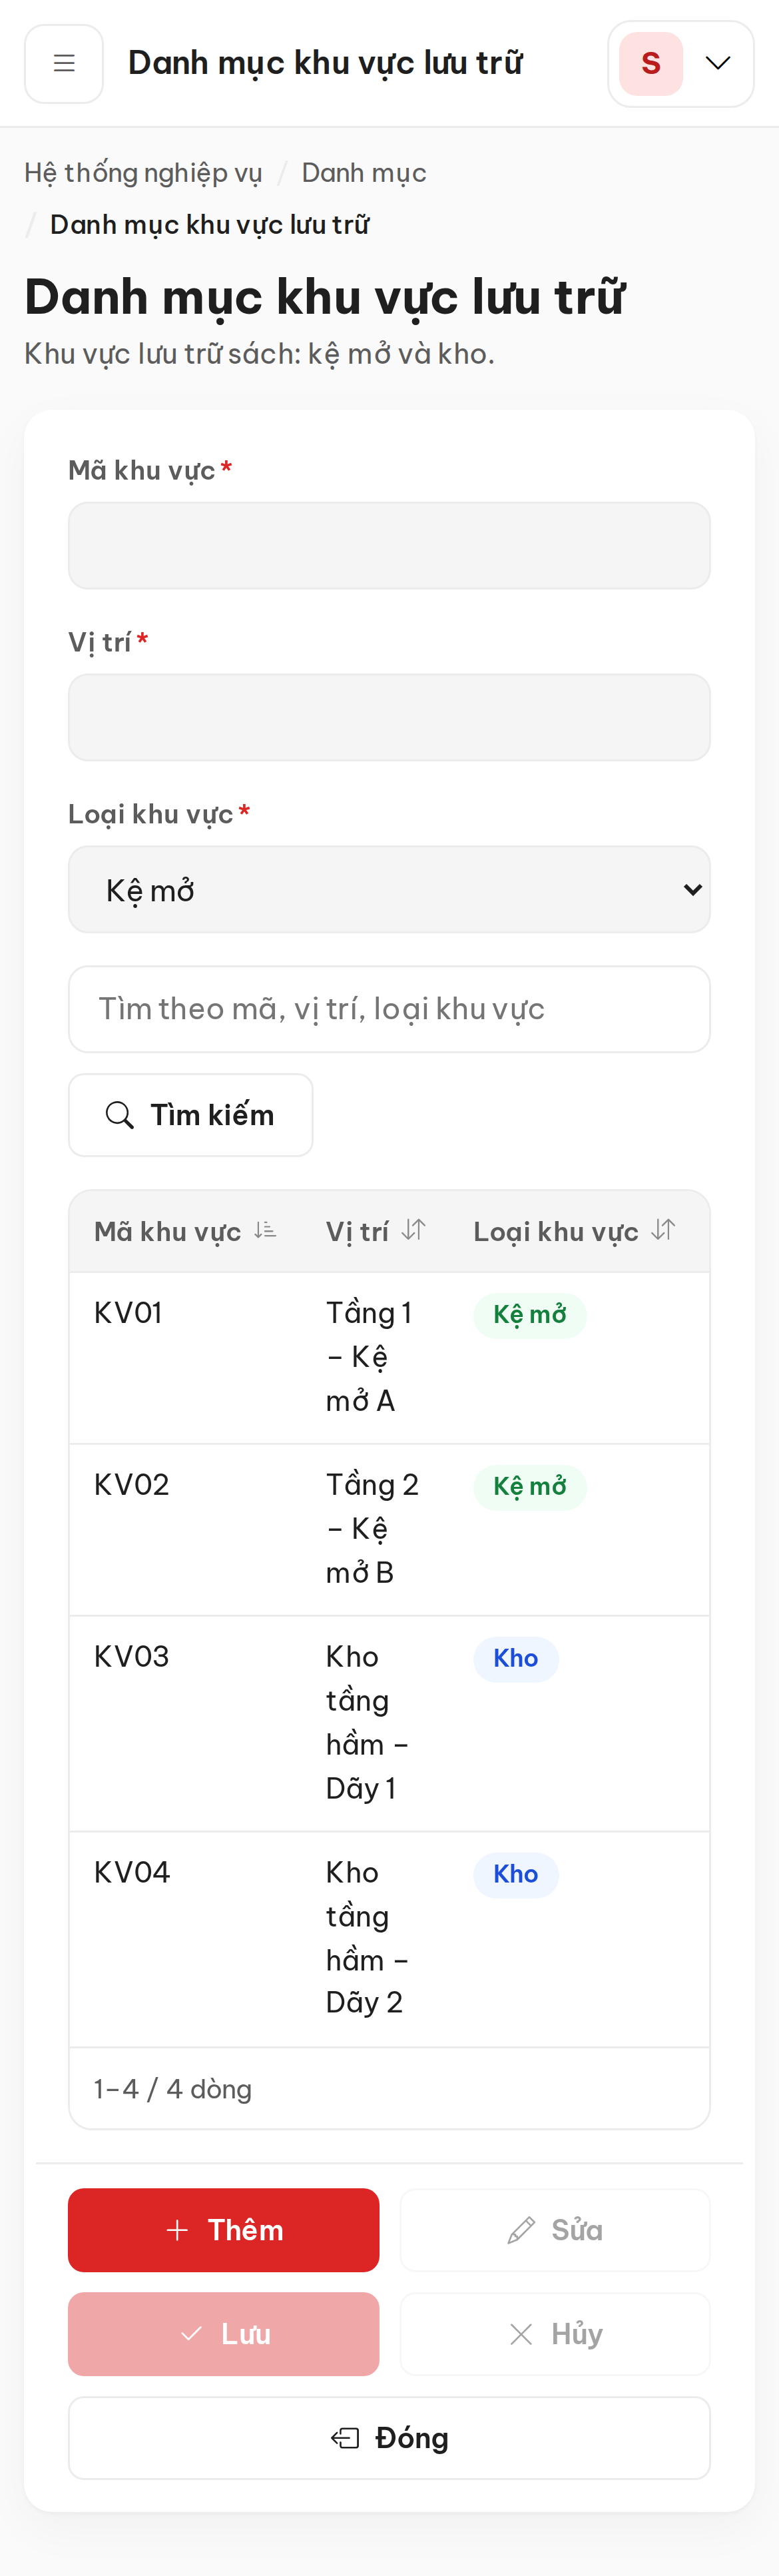 Danh mục khu vực lưu trữ
S
Hệ thống nghiệp vụ / Danh mục
/ Danh mục khu vực lưu trữ
Danh mục khu vực lưu trữ
Khu vực lưu trữ sách: kệ mở và kho.
Mã khu vực *
Vị trí *
Loại khu vực *
Kệ mở
Tìm theo mã, vị trí, loại khu vực
Tìm kiếm
Mã khu vực Vị trí Loại khu vực
KV01 Tầng 1 Kệ mở
– Kệ
mở A
KV02 Tầng 2 Kệ mở
– Kệ
mở B
KV03 Kho Kho
tầng
hầm –
Dãy 1
KV04 Kho Kho
tầng
hầm –
Dãy 2
1–4 / 4 dòng
Thêm Sửa
Lưu Hủy
Đóng